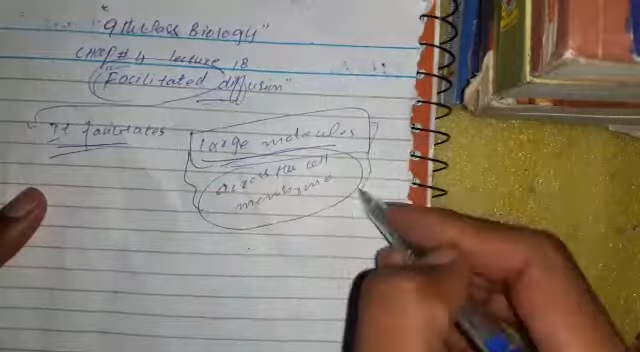 "9th class Biology"
Chap # 4 lecture 18
"Facilitated diffusion"
It facilitates Large molecules
across the cell
membrane